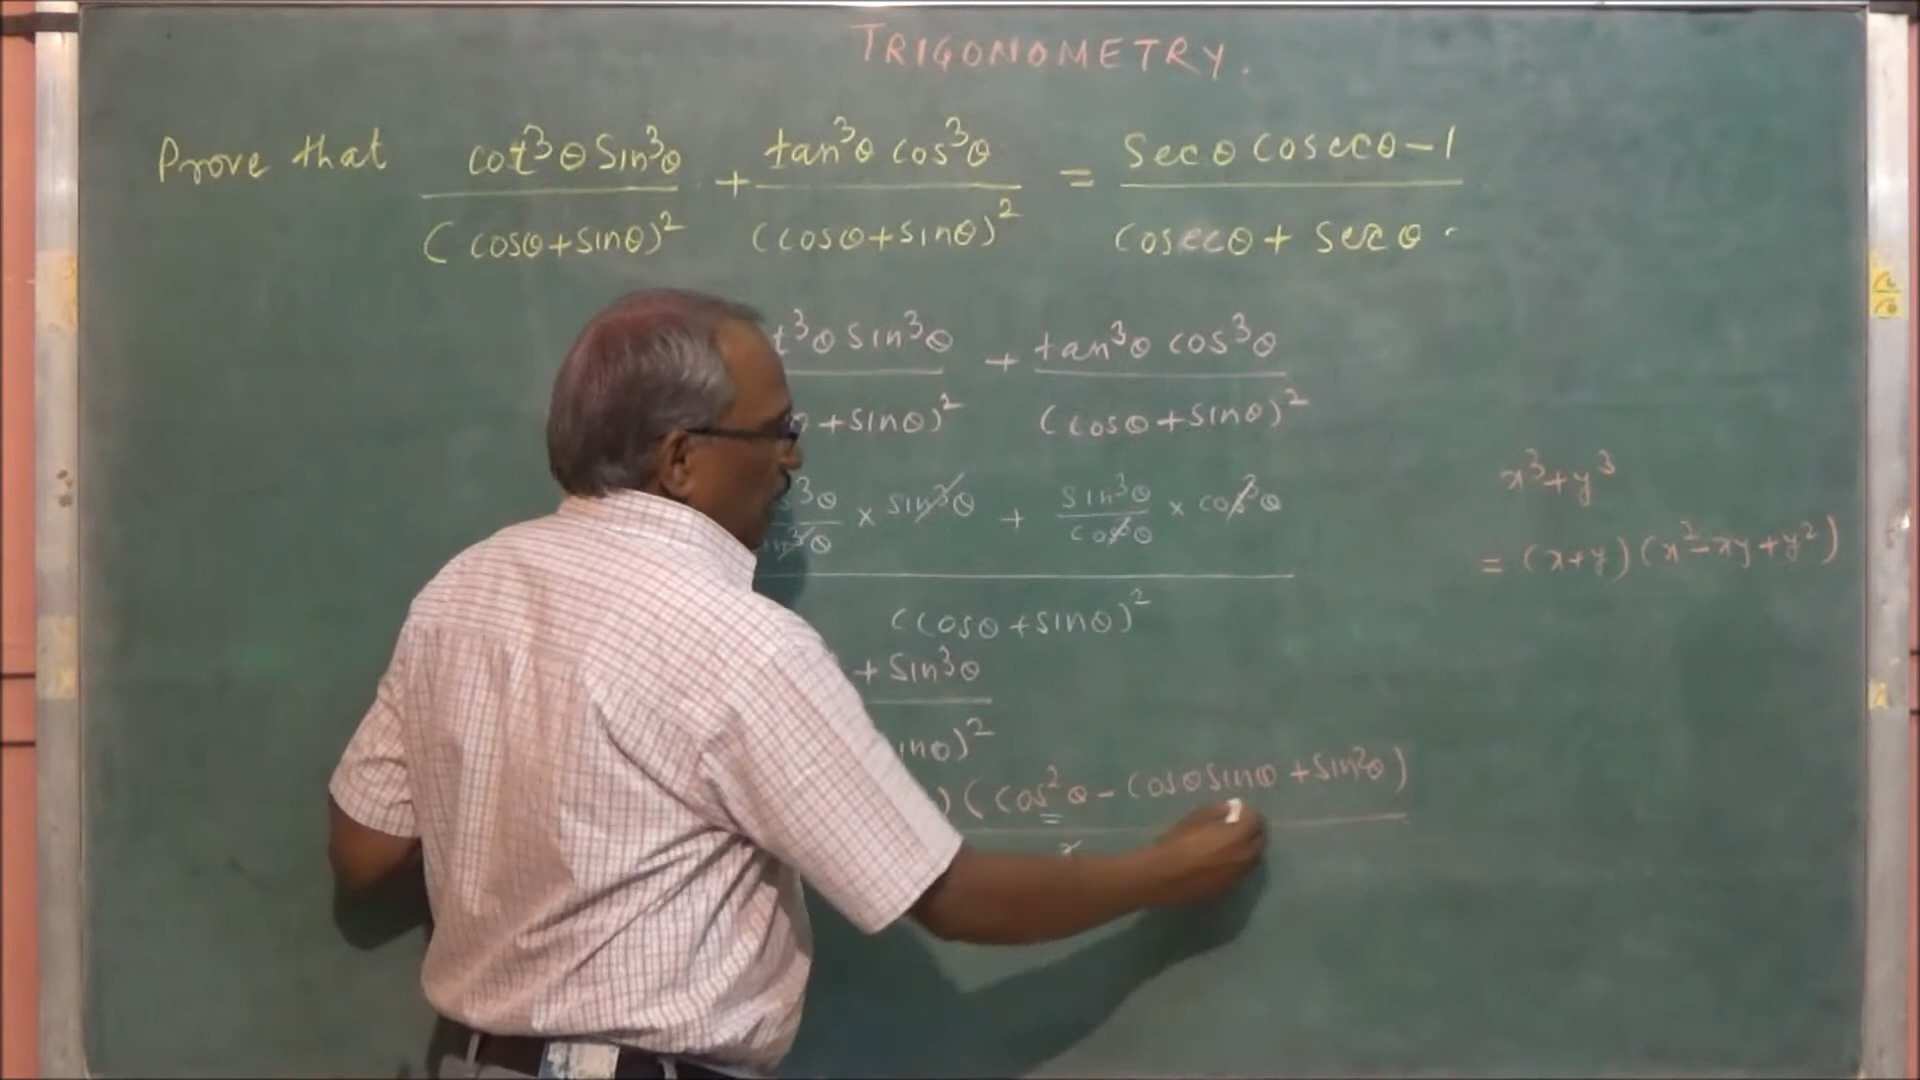 TRIGONOMETRY.
Prove that cot³θ Sin³θ / (cosθ+sinθ)² + tan³θ cos³θ / (cosθ+sinθ)² = Secθ Cosecθ-1 / Cosecθ + Secθ.
t³θ sin³θ / θ+sinθ)² + tan³θ cos³θ / (cosθ+sinθ)²
s³θ / in³θ × sin³θ + sin³θ / cos³θ × cos³θ
(cosθ+sinθ)²
+ sin³θ
inθ)²
)(cos²θ - cosθ sinθ + sin²θ)
x³+y³
= (x+y)(x²-xy+y²)